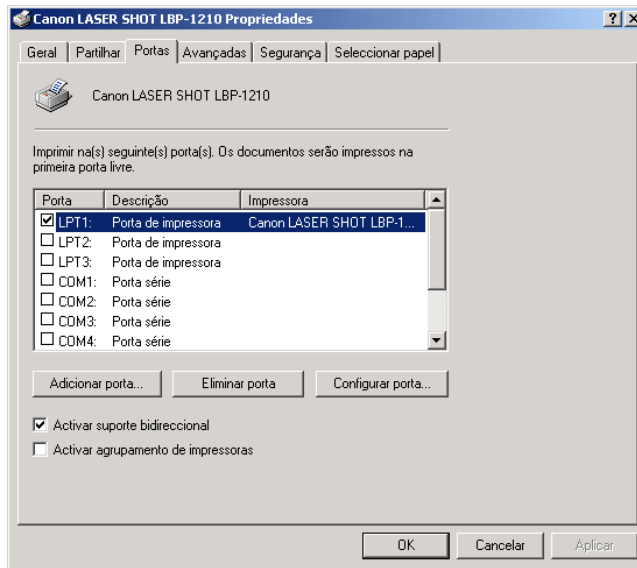 Canon LASER SHOT LBP-1210 Propriedades
Geral Partilhar Portas Avançadas Segurança Seleccionar papel
Canon LASER SHOT LBP-1210
Imprimir na(s) seguinte(s) porta(s). Os documentos serão impressos na
primeira porta livre.
Porta Descrição Impressora
LPT1: Porta de impressora Canon LASER SHOT LBP-1...
LPT2: Porta de impressora
LPT3: Porta de impressora
COM1: Porta série
COM2: Porta série
COM3: Porta série
COM4: Porta série
Adicionar porta... Eliminar porta Configurar porta...
Activar suporte bidireccional
Activar agrupamento de impressoras
OK Cancelar Aplicar